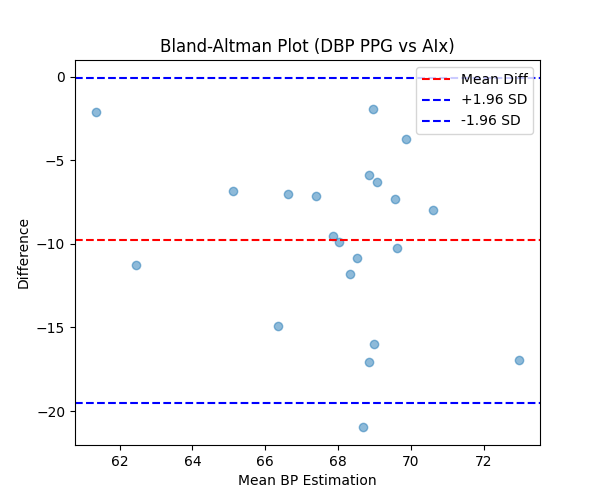 Bland-Altman Plot (DBP PPG vs AIx)
Mean Diff
+1.96 SD
-1.96 SD
Difference
0
−5
−10
−15
−20
62 64 66 68 70 72
Mean BP Estimation